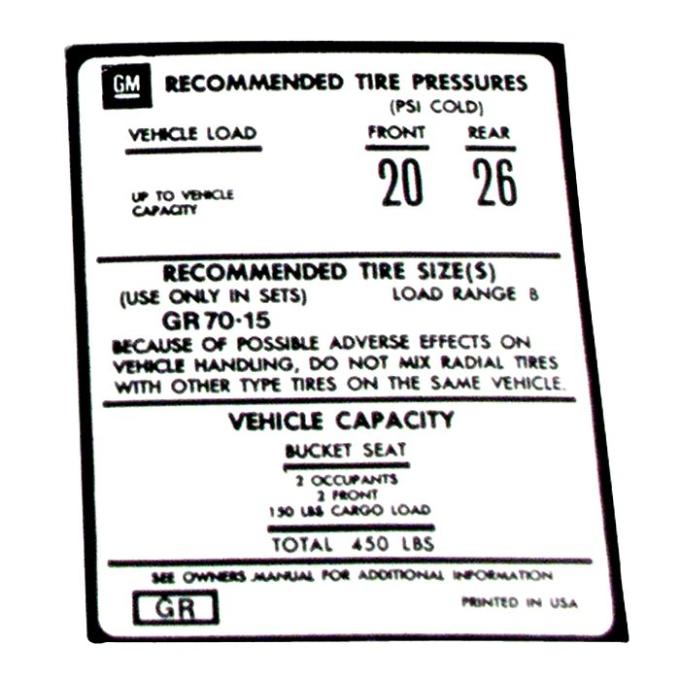 GM RECOMMENDED TIRE PRESSURES
(PSI COLD)
VEHICLE LOAD FRONT REAR
UP TO VEHICLE CAPACITY 20 26
RECOMMENDED TIRE SIZE(S)
(USE ONLY IN SETS) LOAD RANGE B
GR70-15
BECAUSE OF POSSIBLE ADVERSE EFFECTS ON
VEHICLE HANDLING, DO NOT MIX RADIAL TIRES
WITH OTHER TYPE TIRES ON THE SAME VEHICLE.
VEHICLE CAPACITY
BUCKET SEAT
2 OCCUPANTS
2 FRONT
150 LBS CARGO LOAD
TOTAL 450 LBS
SEE OWNERS MANUAL FOR ADDITIONAL INFORMATION
GR PRINTED IN USA